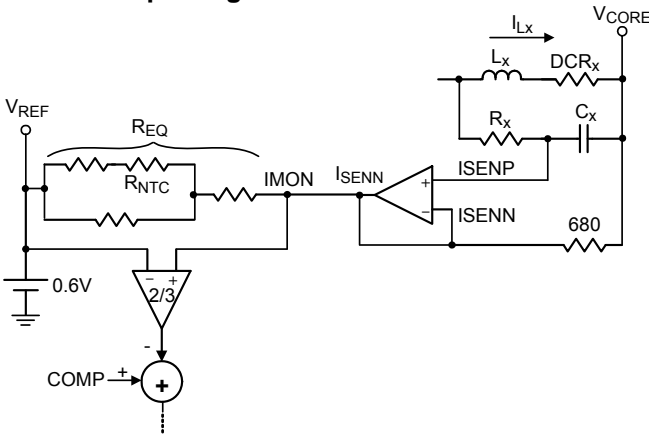 I_Lx
V_CORE
L_x
DCR_x
V_REF
R_EQ
R_x
C_x
R_NTC
IMON
I_SENN
+
ISENP
−
ISENN
680
− +
2/3
0.6V
-
COMP
+
+